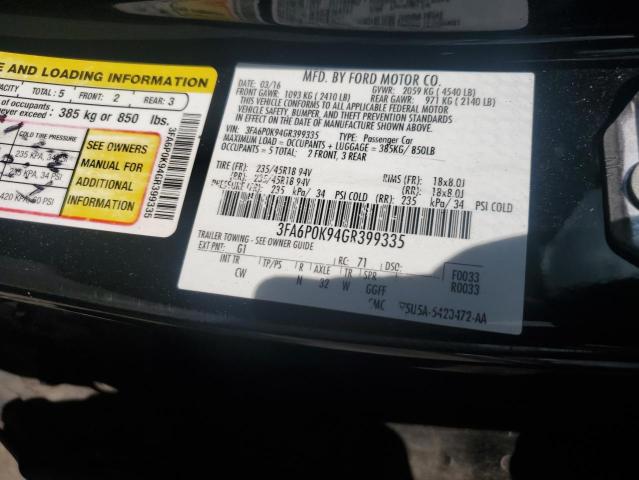 E AND LOADING INFORMATION
PACITY TOTAL: 5 FRONT: 2 REAR: 3
of occupants,
never exceed : 385 kg or 850 lbs.
COLD TIRE PRESSURE
235 KPA, 34
KPA, 34 PSI
420 KPA, 60 PSI
SEE OWNERS
MANUAL FOR
ADDITIONAL
INFORMATION
3FA6P0K94GR399335
MFD. BY FORD MOTOR CO.
03/16
FRONT GAWR: 1093 KG ( 2410 LB) GVWR: 2059 KG ( 4540 LB)
REAR GAWR: 971 KG ( 2140 LB)
THIS VEHICLE CONFORMS TO ALL APPLICABLE FEDERAL MOTOR
VEHICLE SAFETY, BUMPER, AND THEFT PREVENTION STANDARDS
IN EFFECT ON THE DATE OF MANUFACTURE SHOWN ABOVE.
VIN: 3FA6P0K94GR399335 TYPE: Passenger Car
MAXIMUM LOAD = OCCUPANTS + LUGGAGE = 385KG / 850LB
OCCUPANTS = 5 TOTAL: 2 FRONT, 3 REAR
TIRE (FR): 235/45R18 94V RIMS (FR): 18x8.0J
(RR): 235/45R18 94V (RR): 18x8.0J
PRESSURE (FR): 235 kPa/ 34 PSI COLD (RR): 235 kPa/ 34 PSI COLD
3FA6P0K94GR399335
TRAILER TOWING - SEE OWNER GUIDE
EXT PNT: G1 RC: 71 DSO: F0033
INT TR TP/PS R AXLE TR SPR R0033
CW N 32 W GGFF
5U5A-5423472-AA